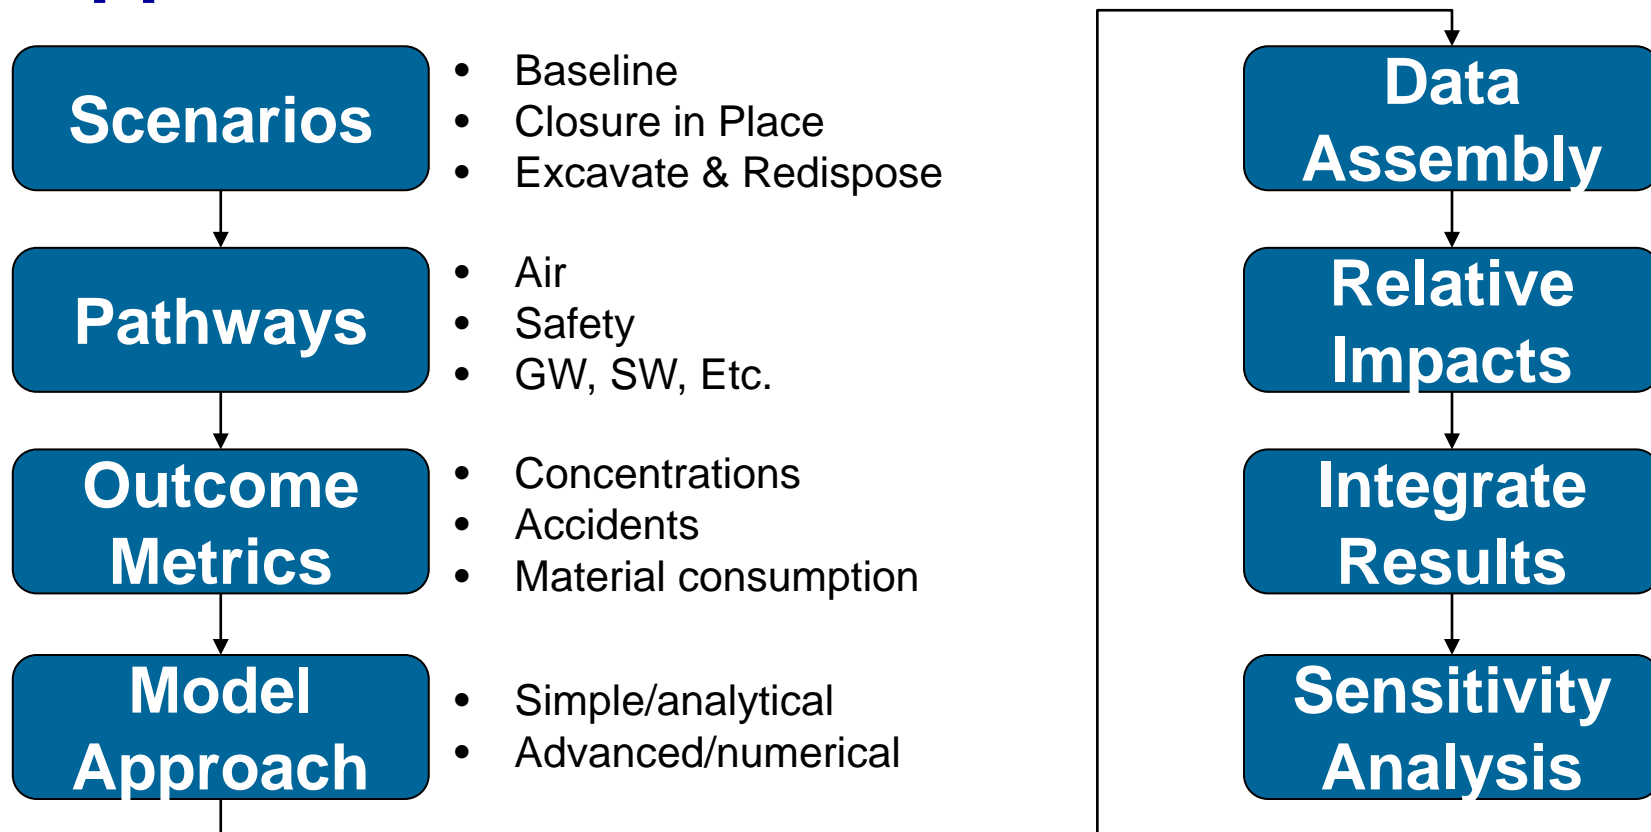 Scenarios
• Baseline
• Closure in Place
• Excavate & Redispose
Pathways
• Air
• Safety
• GW, SW, Etc.
Outcome
Metrics
• Concentrations
• Accidents
• Material consumption
Model
Approach
• Simple/analytical
• Advanced/numerical
Data
Assembly
Relative
Impacts
Integrate
Results
Sensitivity
Analysis